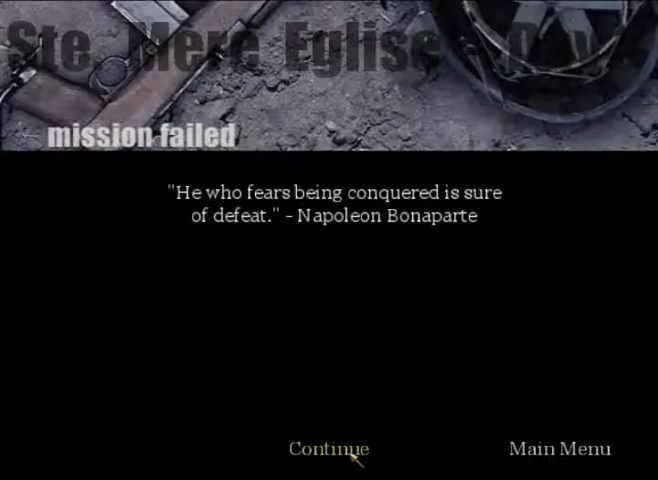 Ste Mere Eglise - Day
mission failed
"He who fears being conquered is sure
of defeat." - Napoleon Bonaparte
Continue
Main Menu